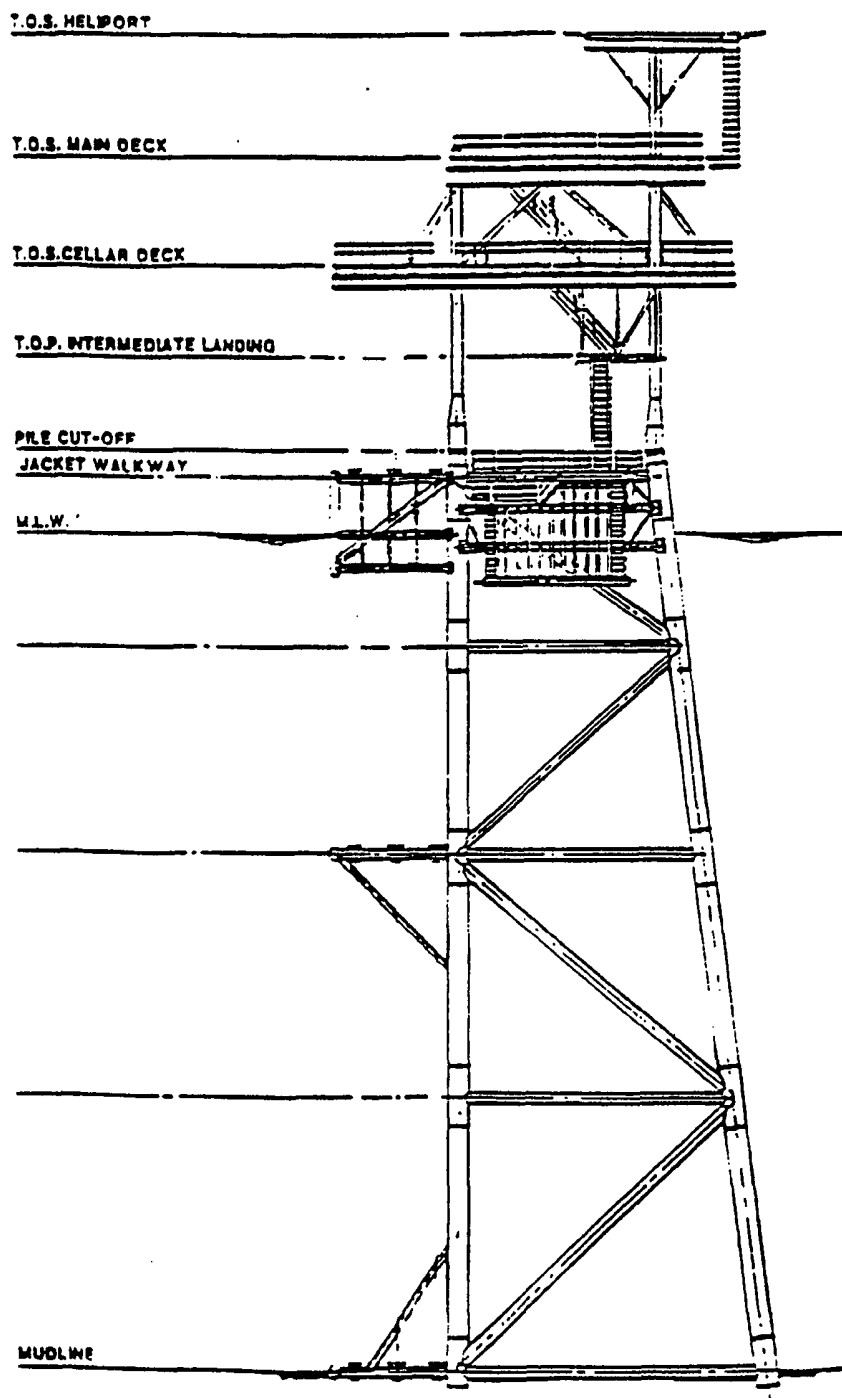 T.O.S. HELIPORT
T.O.S. MAIN DECK
T.O.S.CELLAR DECK
T.O.P. INTERMEDIATE LANDING
PILE CUT-OFF
JACKET WALKWAY
M.L.W.
MUDLINE